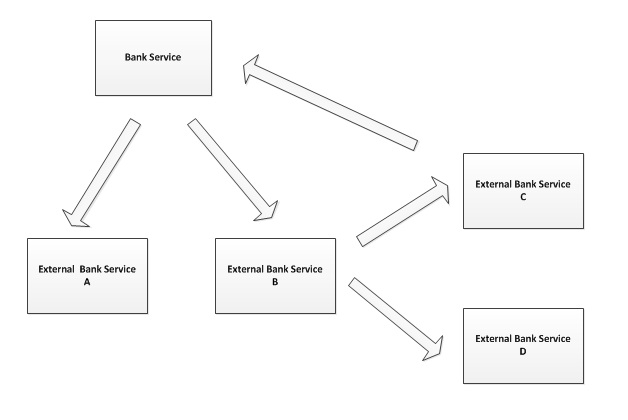 Bank Service
External Bank Service
C
External Bank Service
A
External Bank Service
B
External Bank Service
D